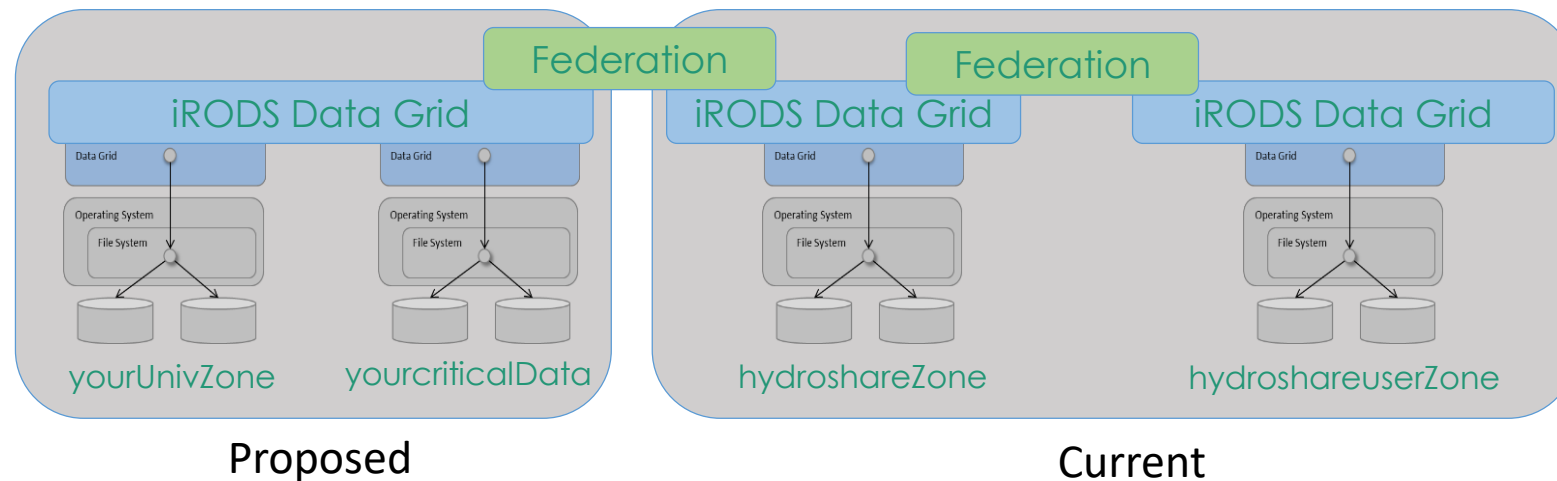 Federation
Federation
iRODS Data Grid
iRODS Data Grid
iRODS Data Grid
Data Grid
Data Grid
Data Grid
Data Grid
Operating System
Operating System
Operating System
Operating System
File System
File System
File System
File System
yourUnivZone
yourcriticalData
hydroshareZone
hydroshareuserZone
Proposed
Current